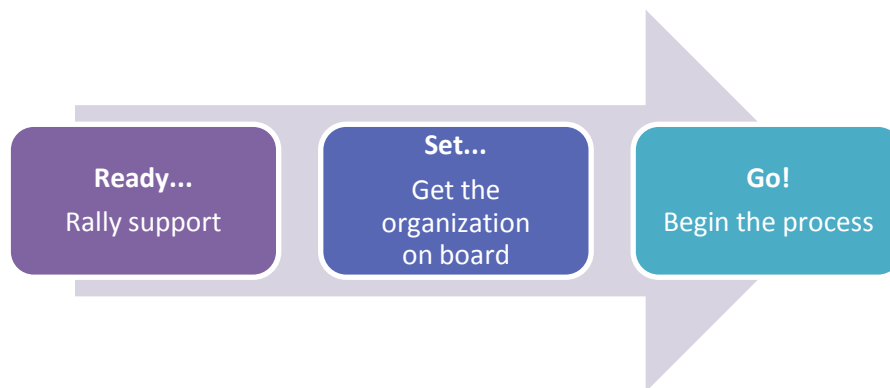 Ready...
Rally support
Set...
Get the
organization
on board
Go!
Begin the process